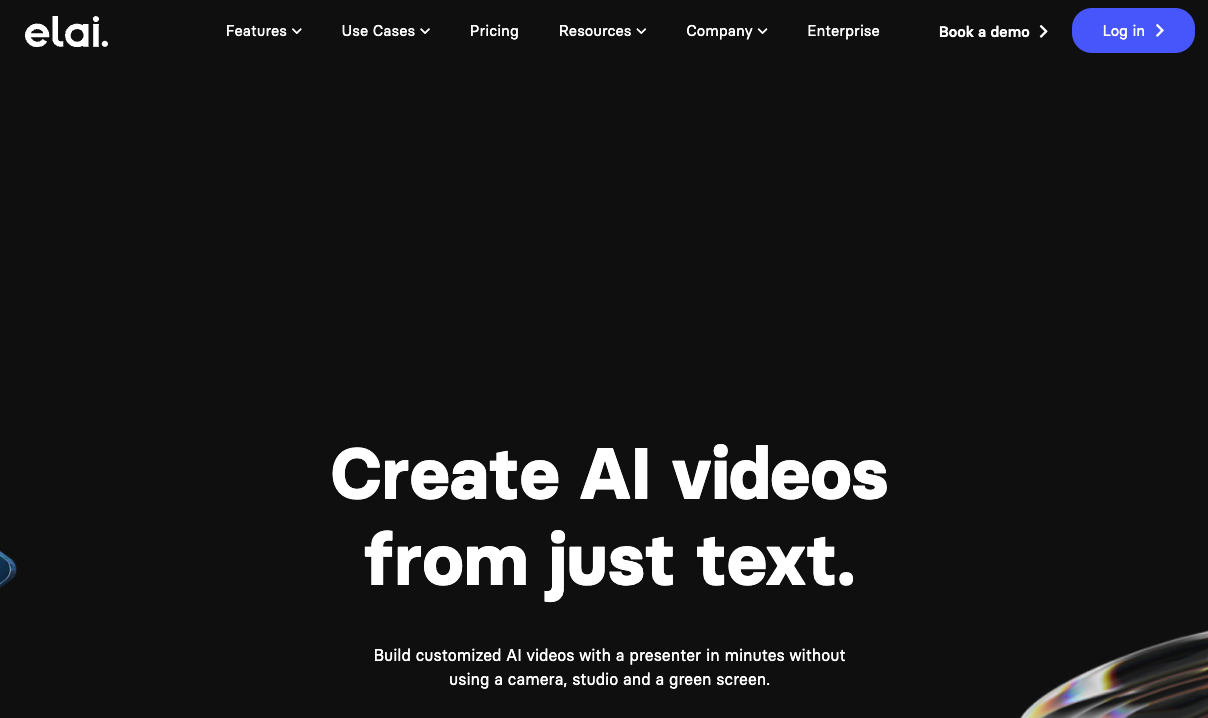 elai.
Features
Use Cases
Pricing
Resources
Company
Enterprise
Book a demo
Log in
Create AI videos
from just text.
Build customized AI videos with a presenter in minutes without
using a camera, studio and a green screen.